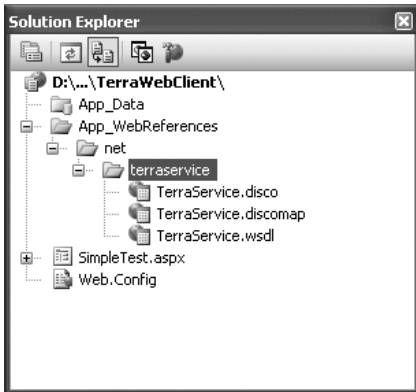 Solution Explorer
D:\...\TerraWebClient\
App_Data
App_WebReferences
net
terraservice
TerraService.disco
TerraService.discomap
TerraService.wsdl
SimpleTest.aspx
Web.Config